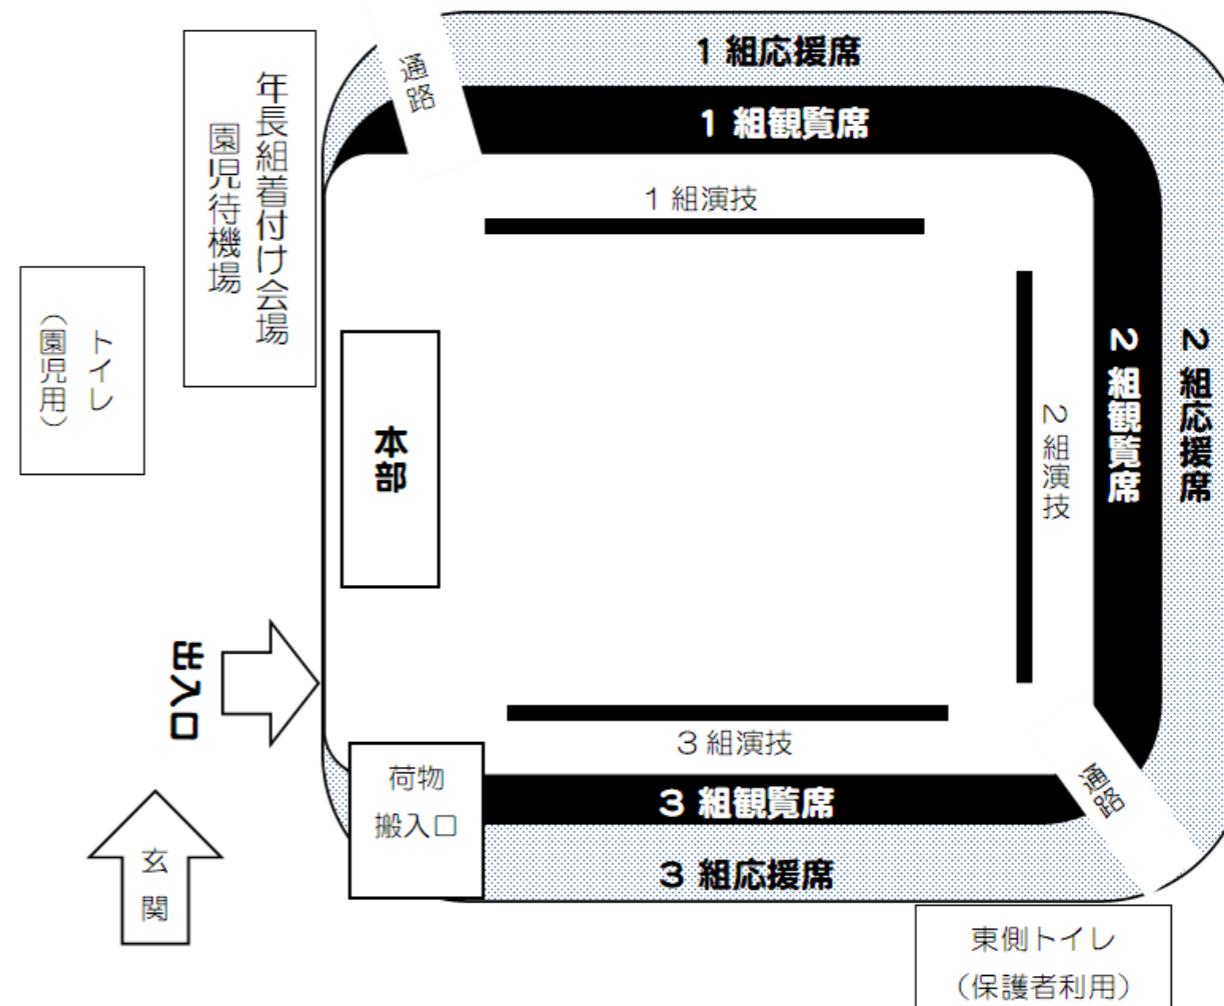 1組応援席
通路
1組観覧席
年長組着付け会場
園児待機場
1組演技
トイレ
（園児用）
本部
2組演技
2組観覧席
2組応援席
出入口
3組演技
荷物
搬入口
3組観覧席
通路
3組応援席
玄
関
東側トイレ
（保護者利用）